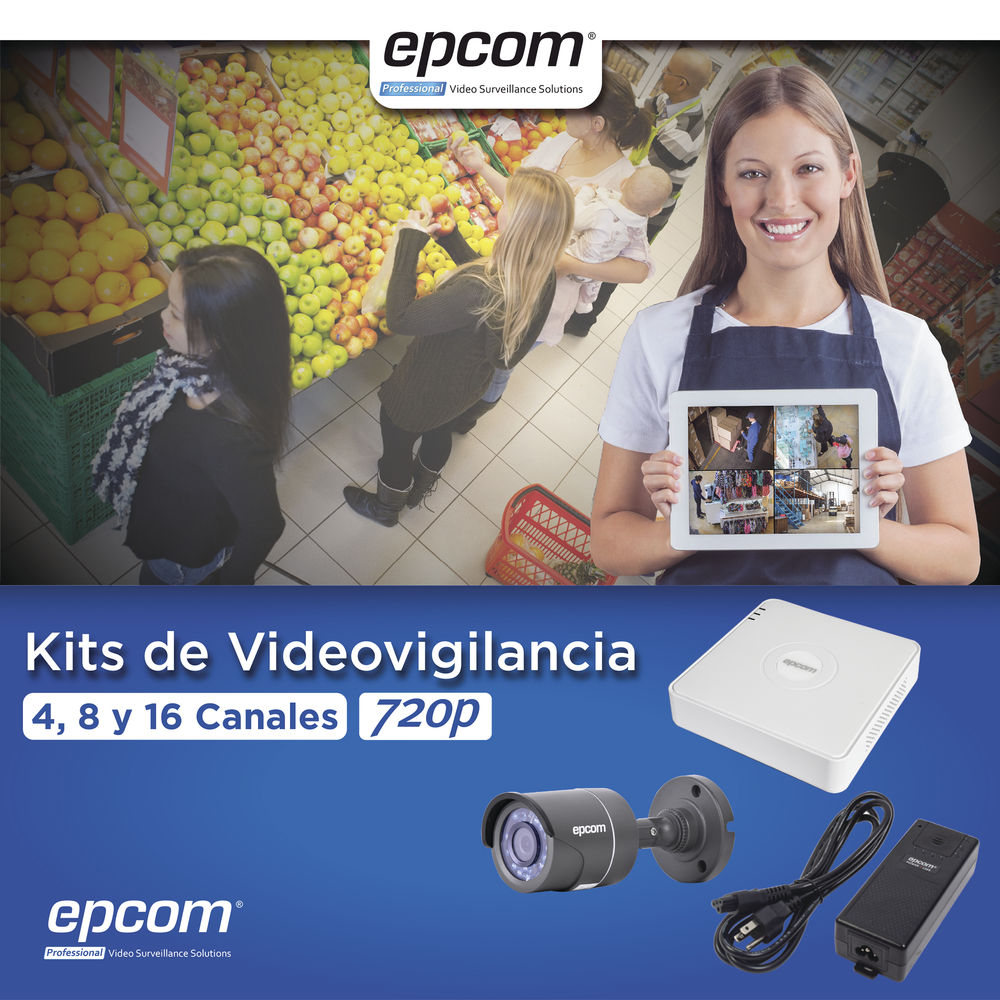 epcom®
Professional Video Surveillance Solutions
Kits de Videovigilancia
4, 8 y 16 Canales 720p
epcom
epcom
epcom
epcom®
Professional Video Surveillance Solutions